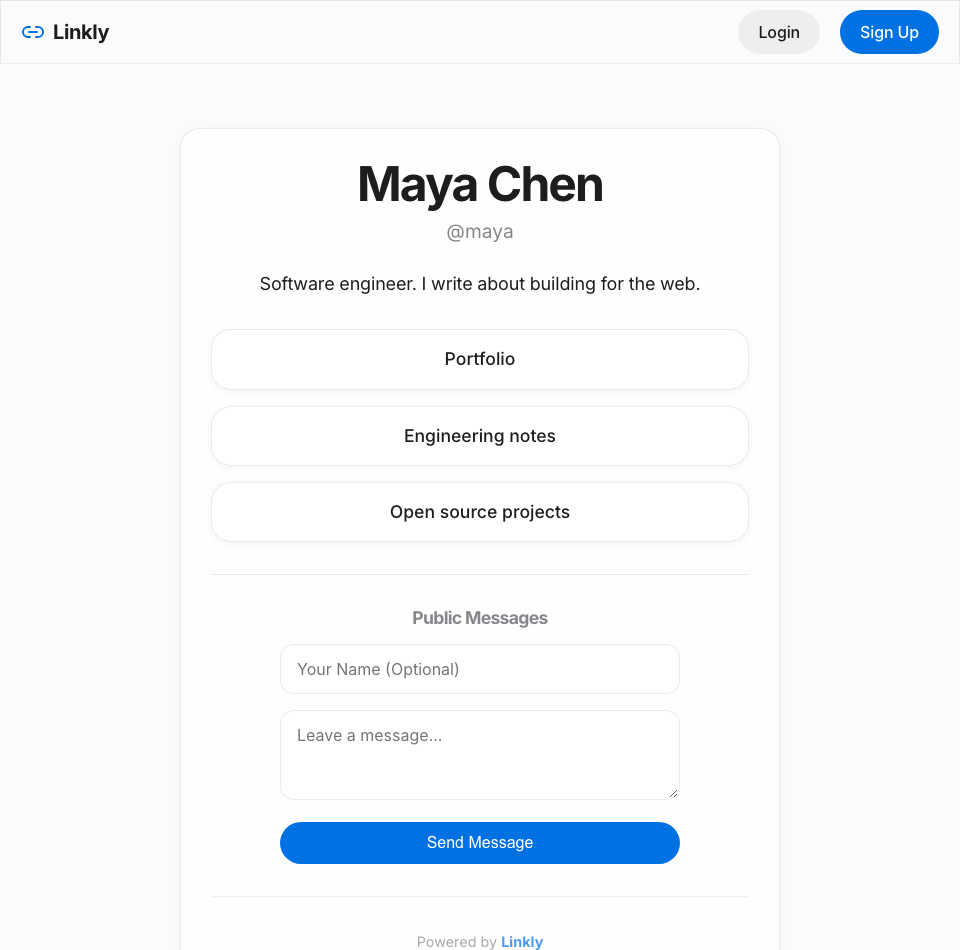 Linkly
Login
Sign Up
Maya Chen
@maya
Software engineer. I write about building for the web.
Portfolio
Engineering notes
Open source projects
Public Messages
Your Name (Optional)
Leave a message...
Send Message
Powered by Linkly